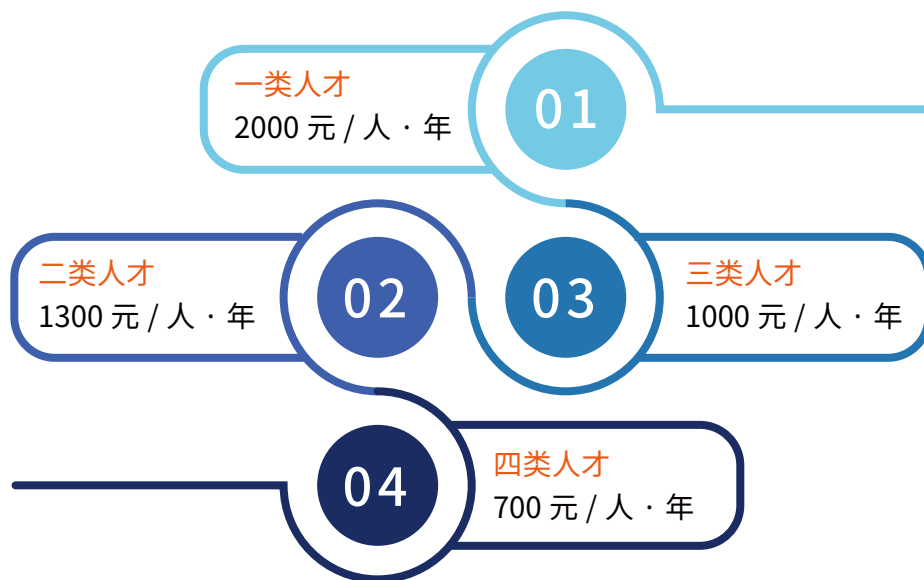 01
一类人才
2000 元 / 人 · 年
02
二类人才
1300 元 / 人 · 年
03
三类人才
1000 元 / 人 · 年
04
四类人才
700 元 / 人 · 年